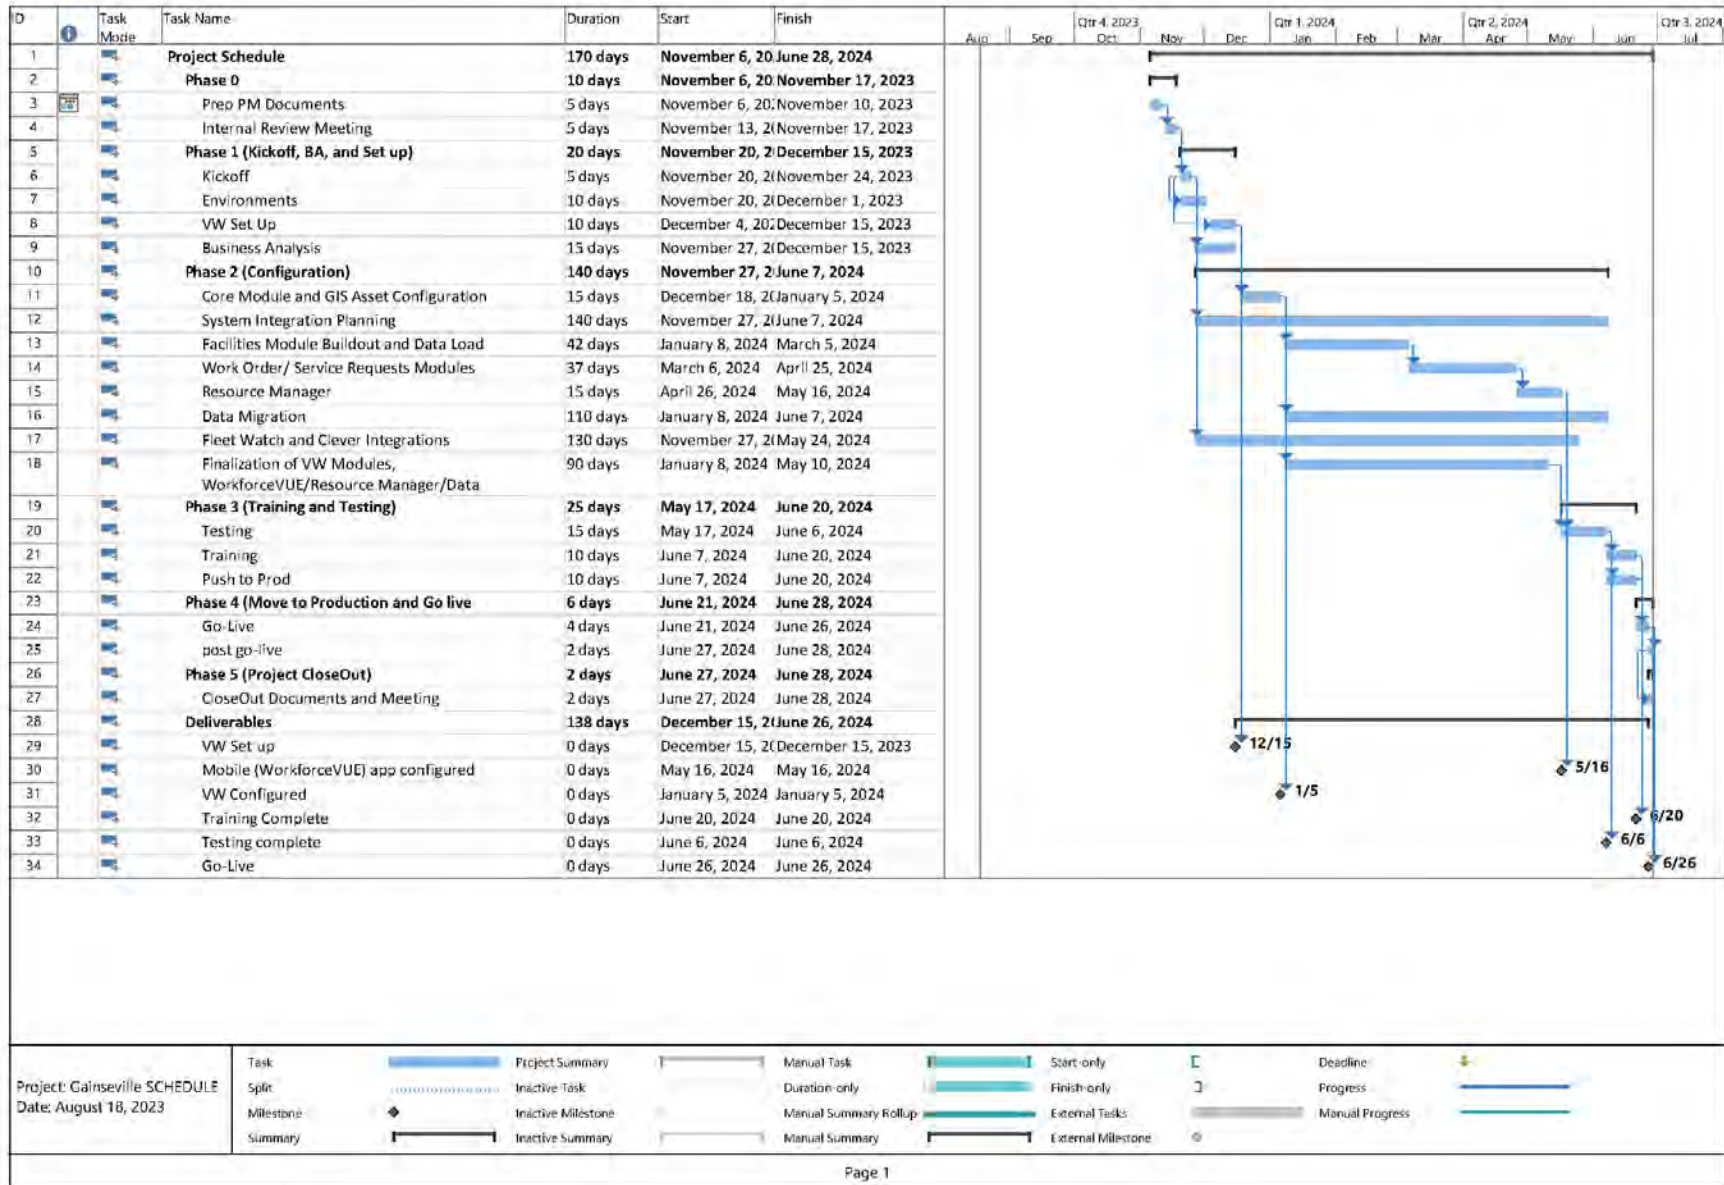 ID Task Mode Task Name Duration Start Finish
Qtr 4, 2023 Qtr 1, 2024 Qtr 2, 2024 Qtr 3, 2024
Aug Sep Oct Nov Dec Jan Feb Mar Apr May Jun Jul
1 Project Schedule 170 days November 6, 20 June 28, 2024
2 Phase 0 10 days November 6, 20 November 17, 2023
3 Prep PM Documents 5 days November 6, 20 November 10, 2023
4 Internal Review Meeting 5 days November 13, 2( November 17, 2023
5 Phase 1 (Kickoff, BA, and Set up) 20 days November 20, 2 December 15, 2023
6 Kickoff 5 days November 20, 2( November 24, 2023
7 Environments 10 days November 20, 2( December 1, 2023
8 VW Set Up 10 days December 4, 202 December 15, 2023
9 Business Analysis 15 days November 27, 2( December 15, 2023
10 Phase 2 (Configuration) 140 days November 27, 2 June 7, 2024
11 Core Module and GIS Asset Configuration 15 days December 18, 2( January 5, 2024
12 System Integration Planning 140 days November 27, 2( June 7, 2024
13 Facilities Module Buildout and Data Load 42 days January 8, 2024 March 5, 2024
14 Work Order/ Service Requests Modules 37 days March 6, 2024 April 25, 2024
15 Resource Manager 15 days April 26, 2024 May 16, 2024
16 Data Migration 110 days January 8, 2024 June 7, 2024
17 Fleet Watch and Clever Integrations 130 days November 27, 2( May 24, 2024
18 Finalization of VW Modules, 90 days January 8, 2024 May 10, 2024
WorkforceVUE/Resource Manager/Data
19 Phase 3 (Training and Testing) 25 days May 17, 2024 June 20, 2024
20 Testing 15 days May 17, 2024 June 6, 2024
21 Training 10 days June 7, 2024 June 20, 2024
22 Push to Prod 10 days June 7, 2024 June 20, 2024
23 Phase 4 (Move to Production and Go live 6 days June 21, 2024 June 28, 2024
24 Go-Live 4 days June 21, 2024 June 26, 2024
25 post go-live 2 days June 27, 2024 June 28, 2024
26 Phase 5 (Project CloseOut) 2 days June 27, 2024 June 28, 2024
27 CloseOut Documents and Meeting 2 days June 27, 2024 June 28, 2024
28 Deliverables 138 days December 15, 2( June 26, 2024
29 VW Set up 0 days December 15, 2( December 15, 2023 12/15
30 Mobile (WorkforceVUE) app configured 0 days May 16, 2024 May 16, 2024 5/16
31 VW Configured 0 days January 5, 2024 January 5, 2024 1/5
32 Training Complete 0 days June 20, 2024 June 20, 2024 6/20
33 Testing complete 0 days June 6, 2024 June 6, 2024 6/6
34 Go-Live 0 days June 26, 2024 June 26, 2024 6/26
Project: Gainseville SCHEDULE
Date: August 18, 2023
Task Project Summary Manual Task Start-only Deadline
Split Inactive Task Duration-only Finish-only Progress
Milestone Inactive Milestone Manual Summary Rollup External Tasks Manual Progress
Summary Inactive Summary Manual Summary External Milestone
Page 1